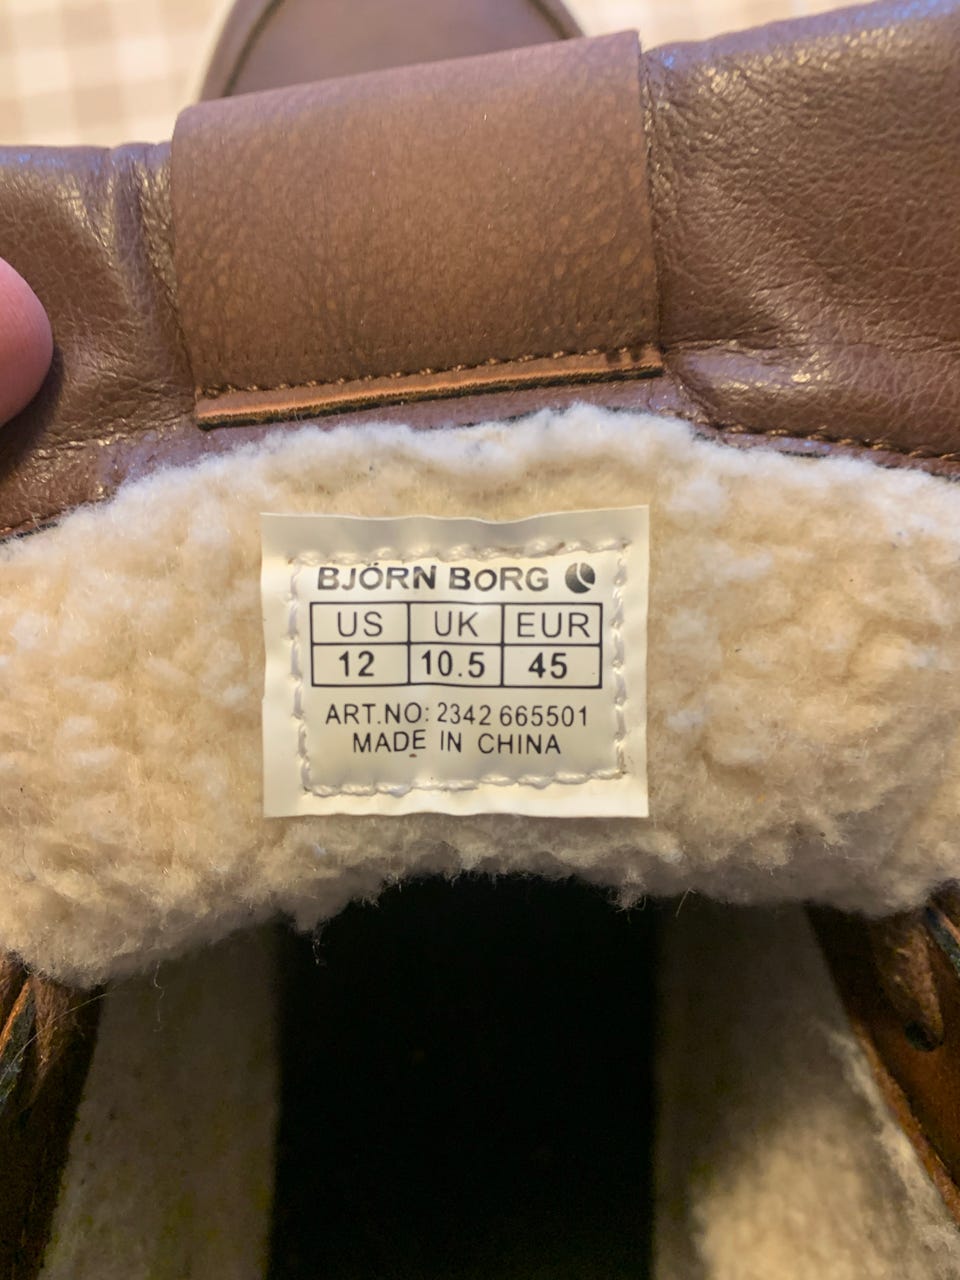 BJÖRN BORG
US UK EUR
12 10.5 45
ART.NO: 2342 665501
MADE IN CHINA